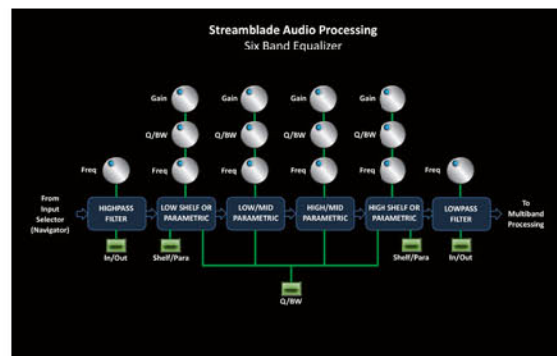 Streamblade Audio Processing
Six Band Equalizer
Gain
Gain
Gain
Gain
Q/BW
Q/BW
Q/BW
Q/BW
Freq
Freq
Freq
Freq
Freq
Freq
From
Input
Selector
(Navigator)
HIGHPASS
FILTER
LOW SHELF OR
PARAMETRIC
LOW/MID
PARAMETRIC
HIGH/MID
PARAMETRIC
HIGH SHELF OR
PARAMETRIC
LOWPASS
FILTER
To
Multiband
Processing
In/Out
Shelf/Para
Shelf/Para
In/Out
Q/BW